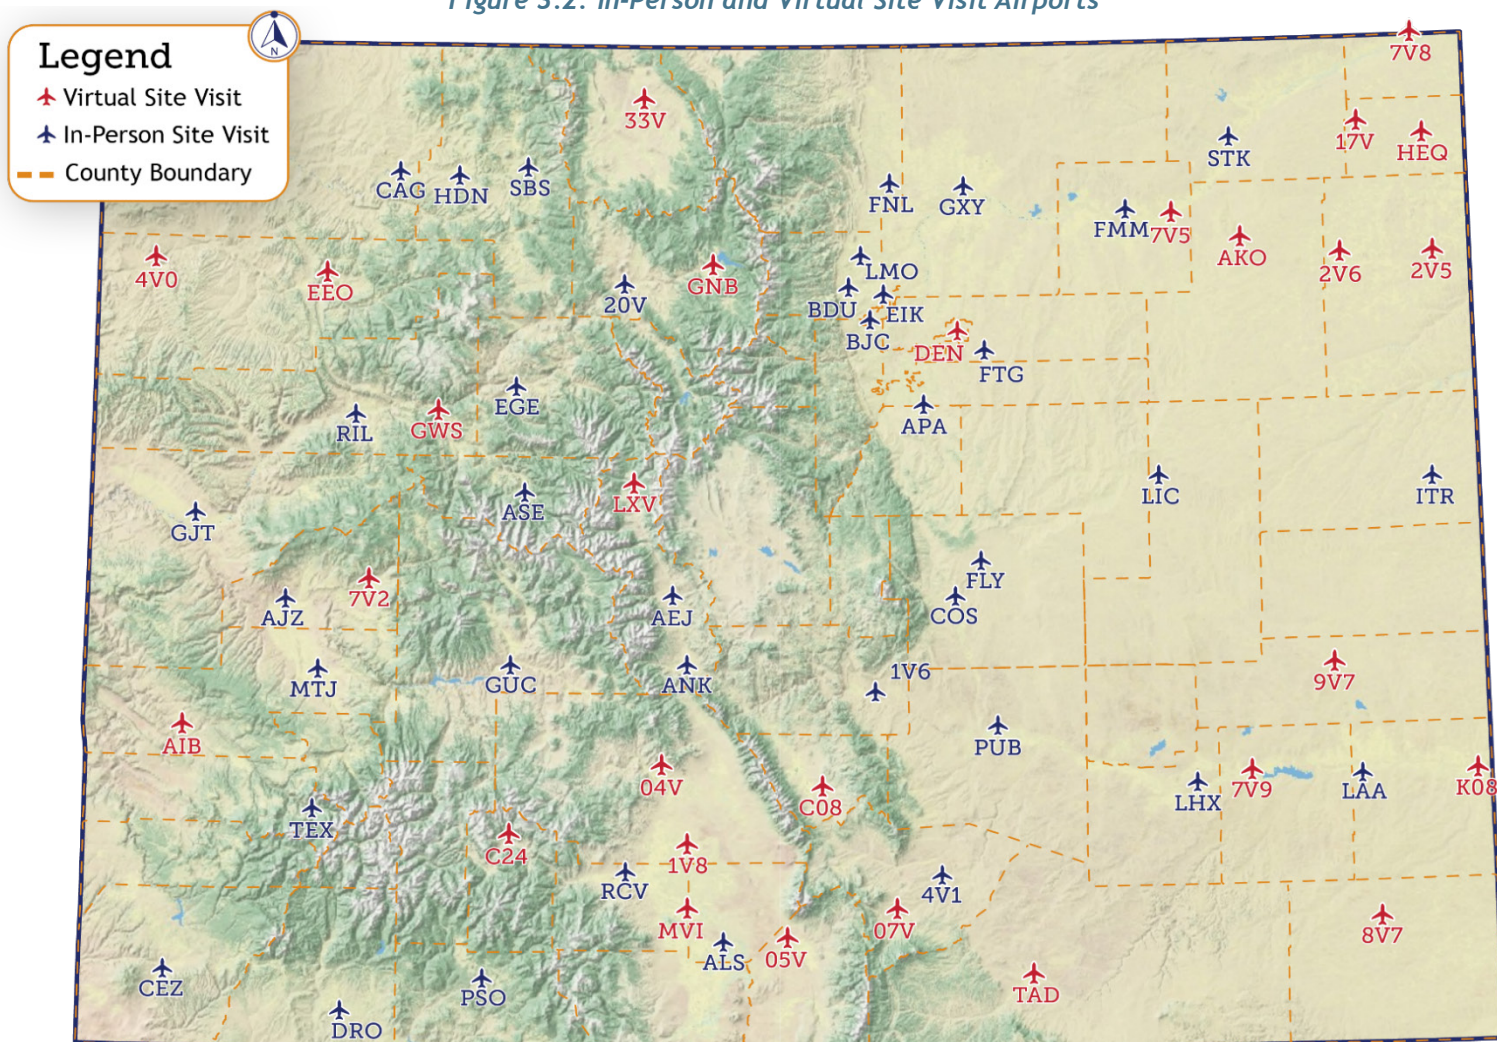 Figure 3.2. In-Person and Virtual Site Visit Airports
Legend
Virtual Site Visit
In-Person Site Visit
County Boundary
N
7V8
33V
17V
HEQ
STK
CAG
HDN
SBS
FNL
GXY
FMM
7V5
AKO
2V6
2V5
4V0
EEO
GNB
20V
LMO
BDU
EIK
BJC
DEN
FTG
EGE
RIL
GWS
APA
LXV
ASE
LIC
ITR
GJT
7V2
AJZ
AEJ
FLY
COS
MTJ
GUC
ANK
1V6
9V7
AIB
PUB
04V
C08
LHX
7V9
LAA
K08
TEX
C24
1V8
RCV
4V1
MVI
07V
8V7
ALS
05V
CEZ
PSO
TAD
DRO